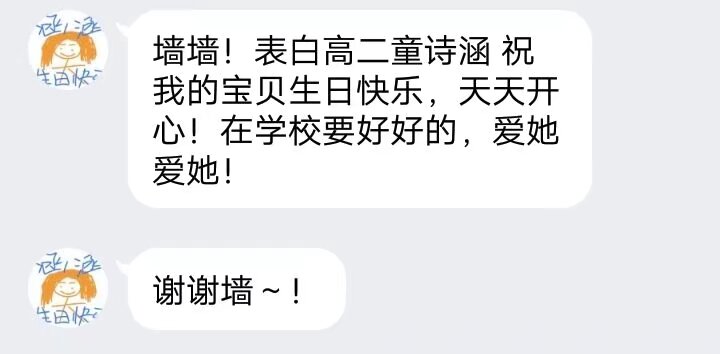 涵涵
生日快乐
墙墙！表白高二童诗涵 祝
我的宝贝生日快乐，天天开
心！在学校要好好的，爱她
爱她！
涵涵
生日快乐
谢谢墙～！